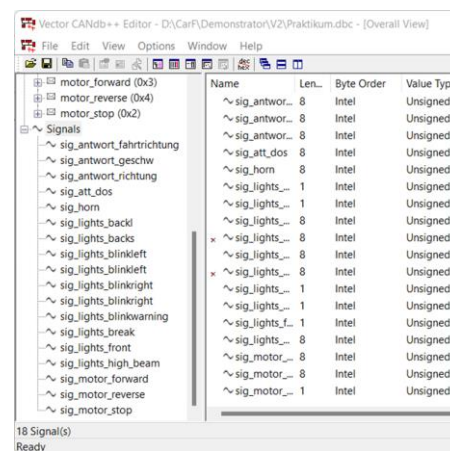 Vector CANdb++ Editor - D:\CarF\Demonstrator\V2\Praktikum.dbc - [Overall View]
File Edit View Options Window Help
motor_forward (0x3)
motor_reverse (0x4)
motor_stop (0x2)
Signals
sig_antwort_fahrtrichtung
sig_antwort_geschw
sig_antwort_richtung
sig_att_dos
sig_horn
sig_lights_backl
sig_lights_backs
sig_lights_blinkleft
sig_lights_blinkleft
sig_lights_blinkright
sig_lights_blinkright
sig_lights_blinkwarning
sig_lights_break
sig_lights_front
sig_lights_high_beam
sig_motor_forward
sig_motor_reverse
sig_motor_stop
Name Len... Byte Order Value Typ
sig_antwor... 8 Intel Unsigned
sig_antwor... 8 Intel Unsigned
sig_antwor... 8 Intel Unsigned
sig_att_dos 8 Intel Unsigned
sig_horn 8 Intel Unsigned
sig_lights_... 1 Intel Unsigned
sig_lights_... 1 Intel Unsigned
sig_lights_... 8 Intel Unsigned
sig_lights_... 8 Intel Unsigned
sig_lights_... 8 Intel Unsigned
sig_lights_... 1 Intel Unsigned
sig_lights_... 1 Intel Unsigned
sig_lights_f... 1 Intel Unsigned
sig_lights_... 8 Intel Unsigned
sig_motor_... 8 Intel Unsigned
sig_motor_... 8 Intel Unsigned
sig_motor_... 1 Intel Unsigned
18 Signal(s)
Ready